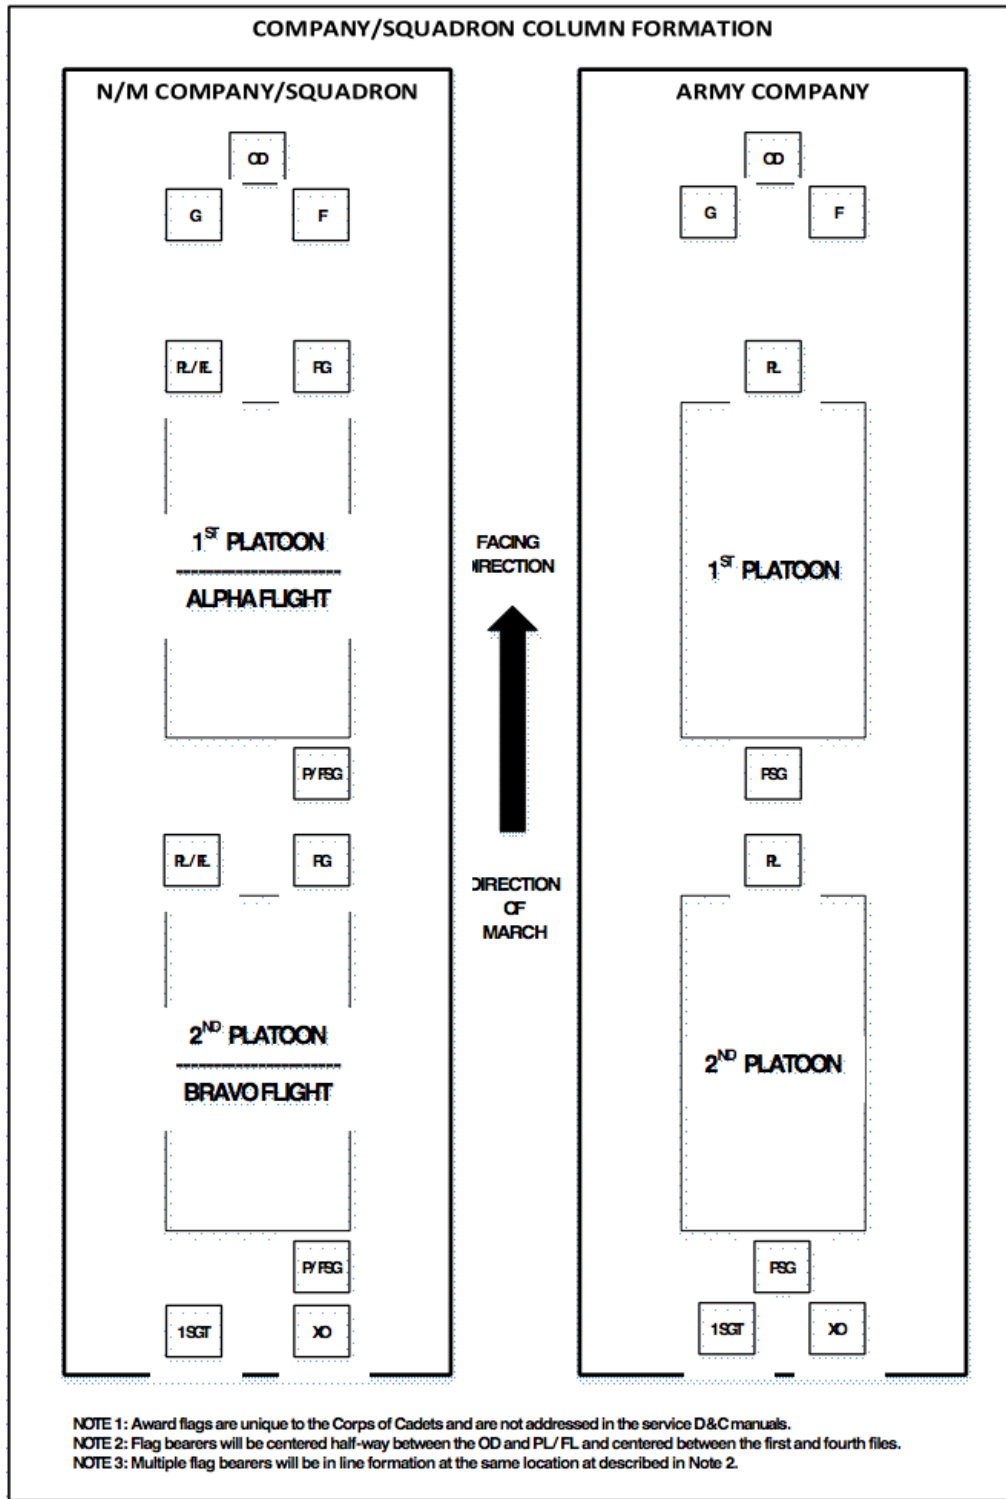 COMPANY/SQUADRON COLUMN FORMATION
N/M COMPANY/SQUADRON
OD
G F
PL/FL RG
1ST PLATOON
ALPHA FLIGHT
P/FSG
PL/FL RG
2ND PLATOON
BRAVO FLIGHT
P/FSG
1SGT XO
FACING
DIRECTION
DIRECTION
OF
MARCH
ARMY COMPANY
OD
G F
PL
1ST PLATOON
PSG
PL
2ND PLATOON
PSG
1SGT XO
NOTE 1: Award flags are unique to the Corps of Cadets and are not addressed in the service D&C manuals.
NOTE 2: Flag bearers will be centered half-way between the OD and PL/FL and centered between the first and fourth files.
NOTE 3: Multiple flag bearers will be in line formation at the same location at described in Note 2.